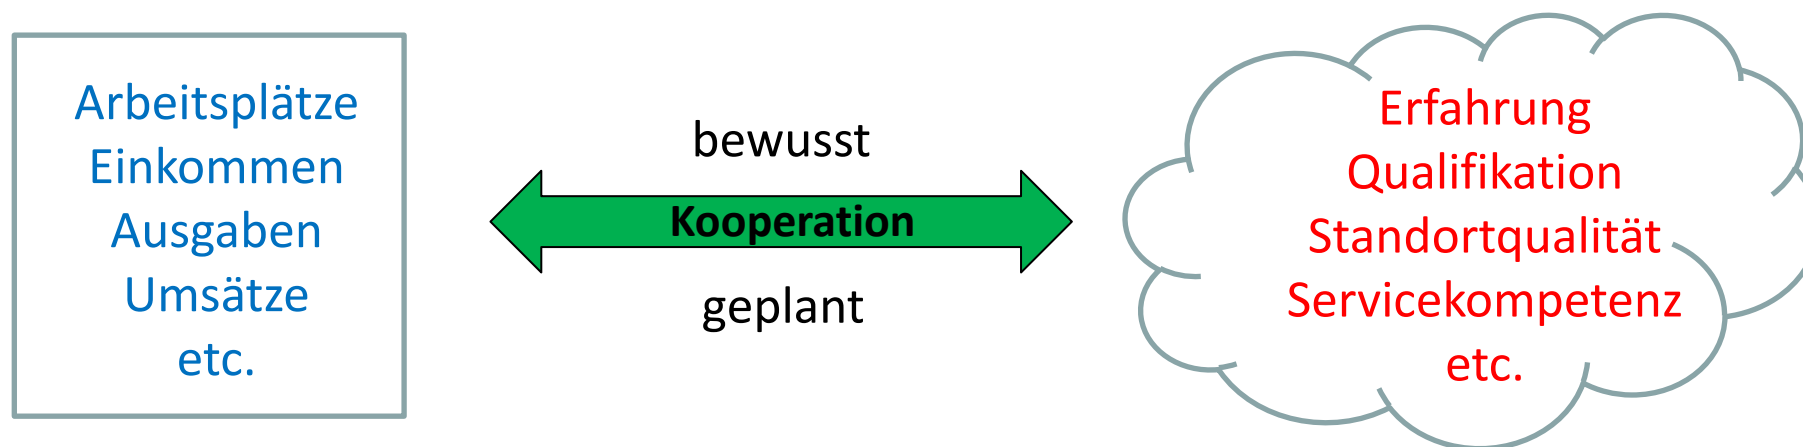 Arbeitsplätze
Einkommen
Ausgaben
Umsätze
etc.
bewusst
Kooperation
geplant
Erfahrung
Qualifikation
Standortqualität
Servicekompetenz
etc.